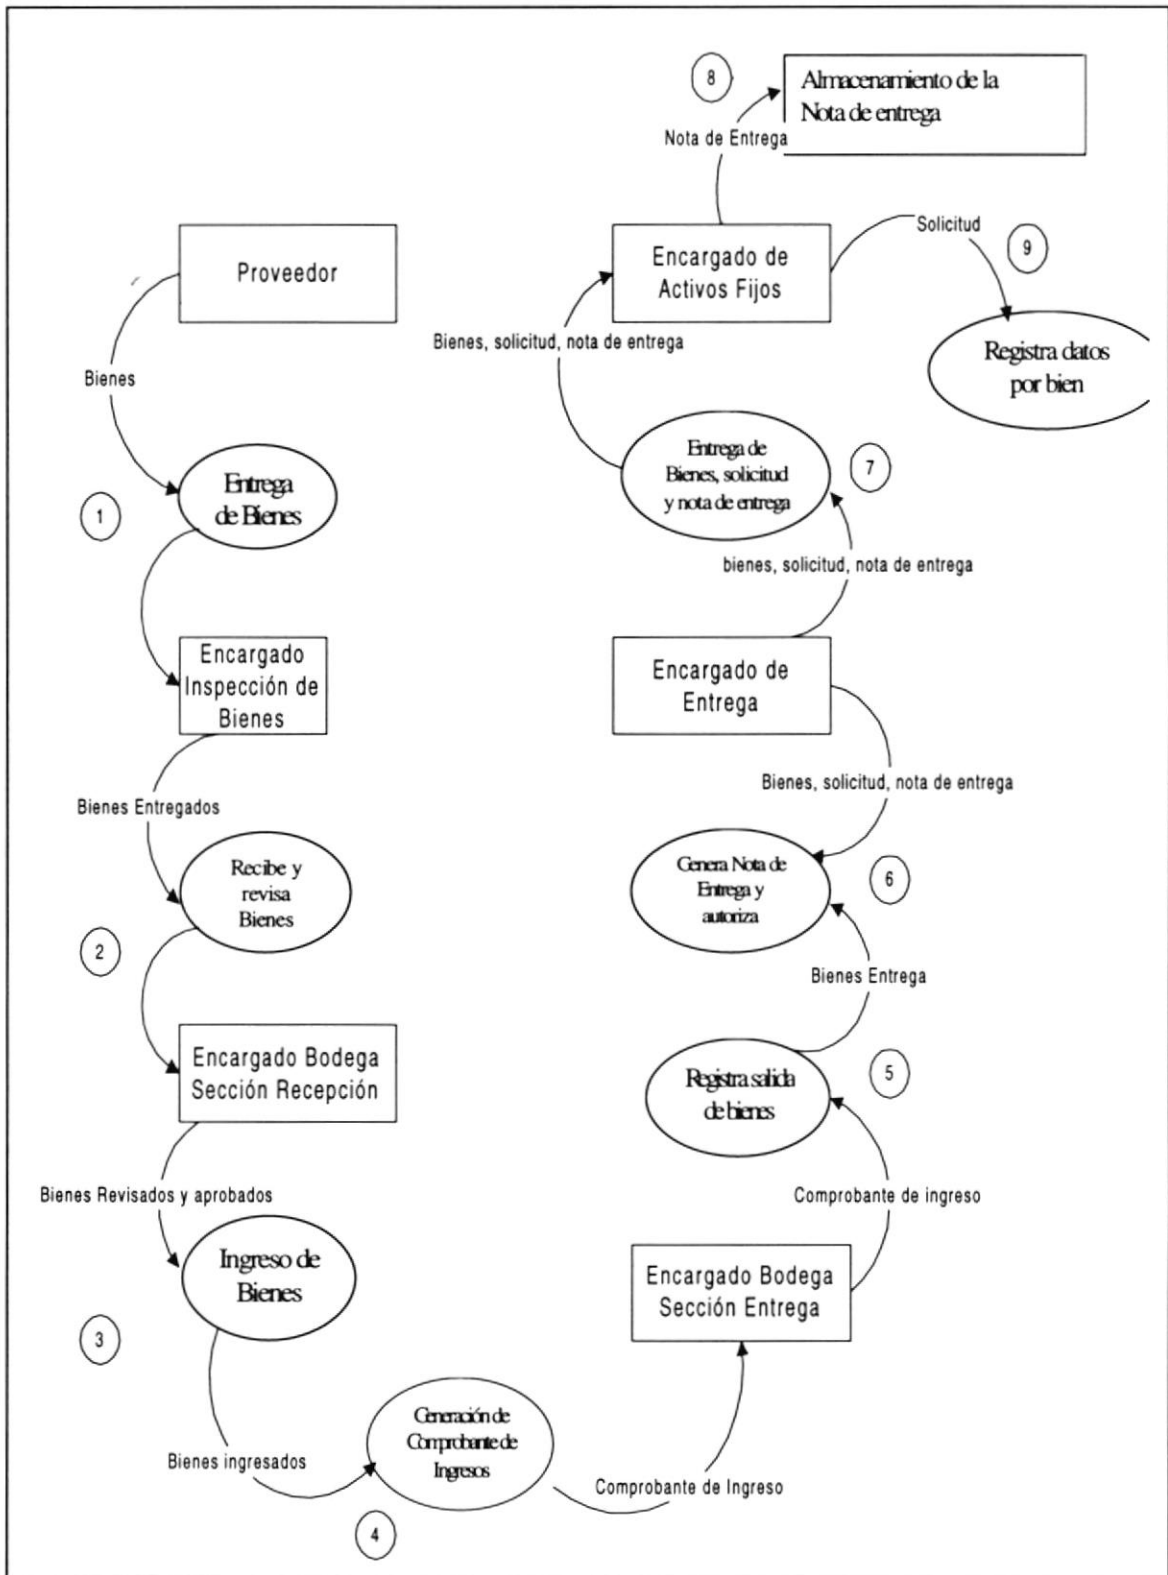 Proveedor
Bienes
1
Entrega
de Bienes
Encargado
Inspección de
Bienes
Bienes Entregados
Recibe y
revisa
Bienes
2
Encargado Bodega
Sección Recepción
Bienes Revisados y aprobados
Ingreso de
Bienes
3
Bienes ingresados
Generación de
Comprobante de
Ingresos
4
Comprobante de Ingreso
Encargado Bodega
Sección Entrega
Comprobante de ingreso
Registra salida
de bienes
5
Bienes Entrega
Genera Nota de
Entrega y
autoriza
6
Bienes, solicitud, nota de entrega
Encargado de
Entrega
bienes, solicitud, nota de entrega
Entrega de
Bienes, solicitud
y nota de entrega
7
Bienes, solicitud, nota de entrega
Encargado de
Activos Fijos
Nota de Entrega
8
Almacenamiento de la
Nota de entrega
Solicitud
9
Registra datos
por bien